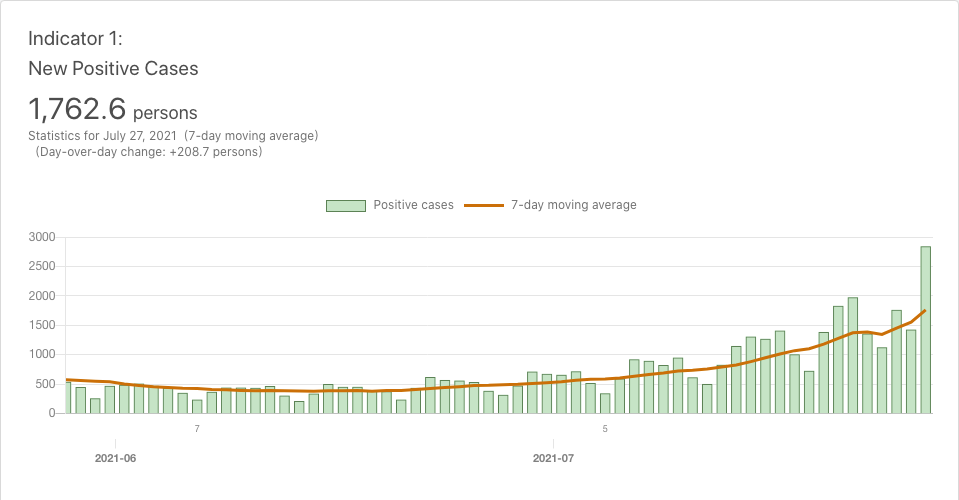 Indicator 1:
New Positive Cases
1,762.6 persons
Statistics for July 27, 2021 (7-day moving average)
(Day-over-day change: +208.7 persons)
Positive cases 7-day moving average
3000
2500
2000
1500
1000
500
0
7 5
2021-06 2021-07